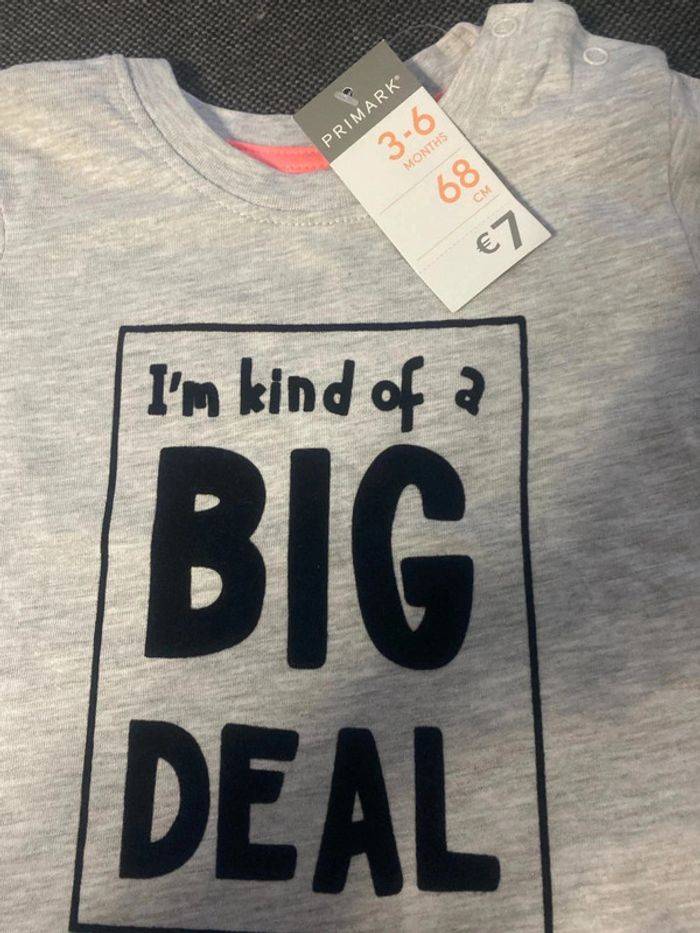 PRIMARK®
3-6
MONTHS
68
CM
€7
I'm kind of a
BIG
DEAL